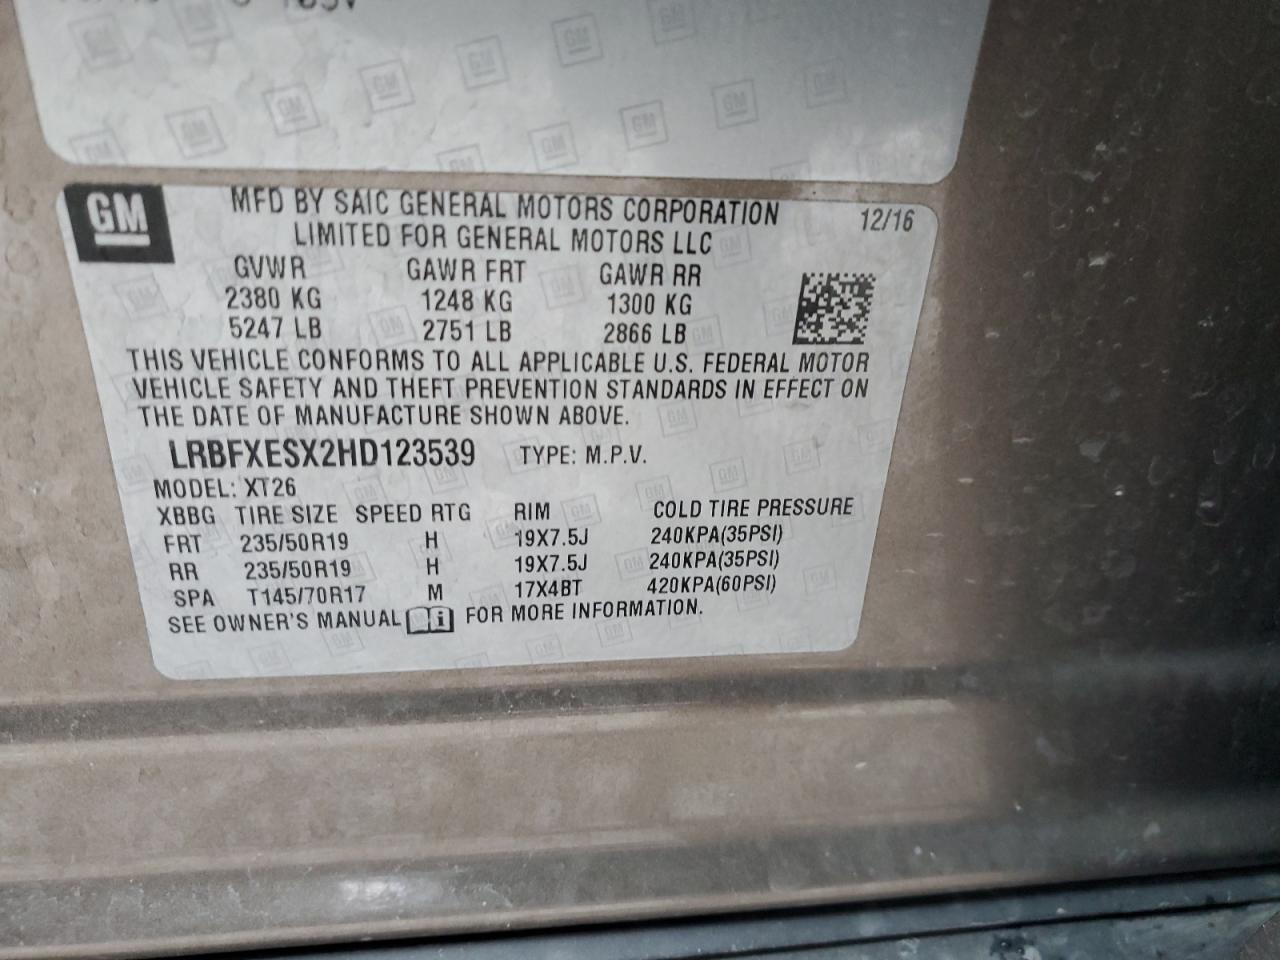 GM
MFD BY SAIC GENERAL MOTORS CORPORATION
LIMITED FOR GENERAL MOTORS LLC
12/16
GVWR GAWR FRT GAWR RR
2380 KG 1248 KG 1300 KG
5247 LB 2751 LB 2866 LB
THIS VEHICLE CONFORMS TO ALL APPLICABLE U.S. FEDERAL MOTOR
VEHICLE SAFETY AND THEFT PREVENTION STANDARDS IN EFFECT ON
THE DATE OF MANUFACTURE SHOWN ABOVE.
LRBFXESX2HD123539 TYPE: M.P.V.
MODEL: XT26
XBBG TIRE SIZE SPEED RTG RIM COLD TIRE PRESSURE
FRT 235/50R19 H 19X7.5J 240KPA(35PSI)
RR 235/50R19 H 19X7.5J 240KPA(35PSI)
SPA T145/70R17 M 17X4BT 420KPA(60PSI)
SEE OWNER'S MANUAL i FOR MORE INFORMATION.